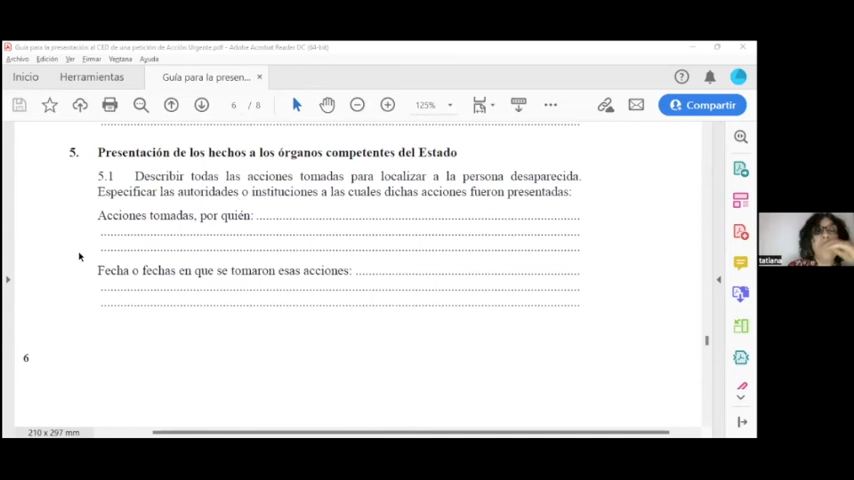 Guía para la presentación al CED de una petición de Acción Urgente.pdf - Adobe Acrobat Reader DC (64-bit)
Archivo Edición Ver Firmar Ventana Ayuda
Inicio Herramientas Guía para la presen... ×
6 / 8 125% Compartir
5. Presentación de los hechos a los órganos competentes del Estado
5.1 Describir todas las acciones tomadas para localizar a la persona desaparecida.
Especificar las autoridades o instituciones a las cuales dichas acciones fueron presentadas:
Acciones tomadas, por quién:
Fecha o fechas en que se tomaron esas acciones:
6
210 x 297 mm
tatiana